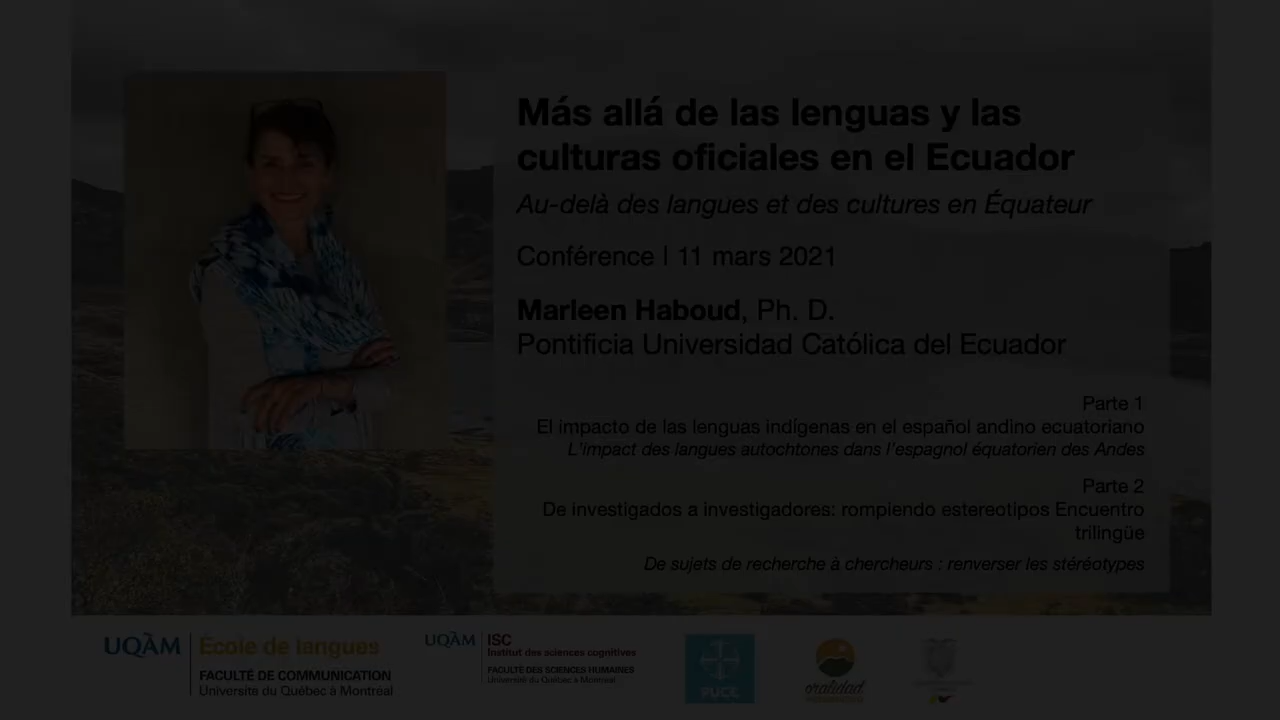 Más allá de las lenguas y las
culturas oficiales en el Ecuador
Au-delà des langues et des cultures en Équateur
Conférence | 11 mars 2021
Marleen Haboud, Ph. D.
Pontificia Universidad Católica del Ecuador
Parte 1
El impacto de las lenguas indígenas en el español andino ecuatoriano
L'impact des langues autochtones dans l'espagnol équatorien des Andes
Parte 2
De investigados a investigadores: rompiendo estereotipos Encuentro
trilingüe
De sujets de recherche à chercheurs : renverser les stéréotypes
UQÀM
École de langues
FACULTÉ DE COMMUNICATION
Université du Québec à Montréal
UQÀM
ISC
Institut des sciences cognitives
FACULTÉ DES SCIENCES HUMAINES
Université du Québec à Montréal
PUCE
oralidad